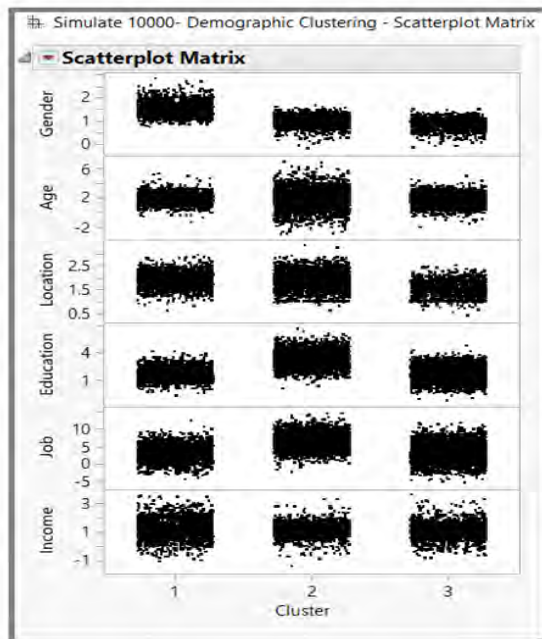 Simulate 10000- Demographic Clustering - Scatterplot Matrix
Scatterplot Matrix
Gender
2
1
0
Age
6
2
-2
Location
2.5
1.5
0.5
Education
4
1
Job
10
5
0
-5
Income
3
1
-1
1 2 3
Cluster